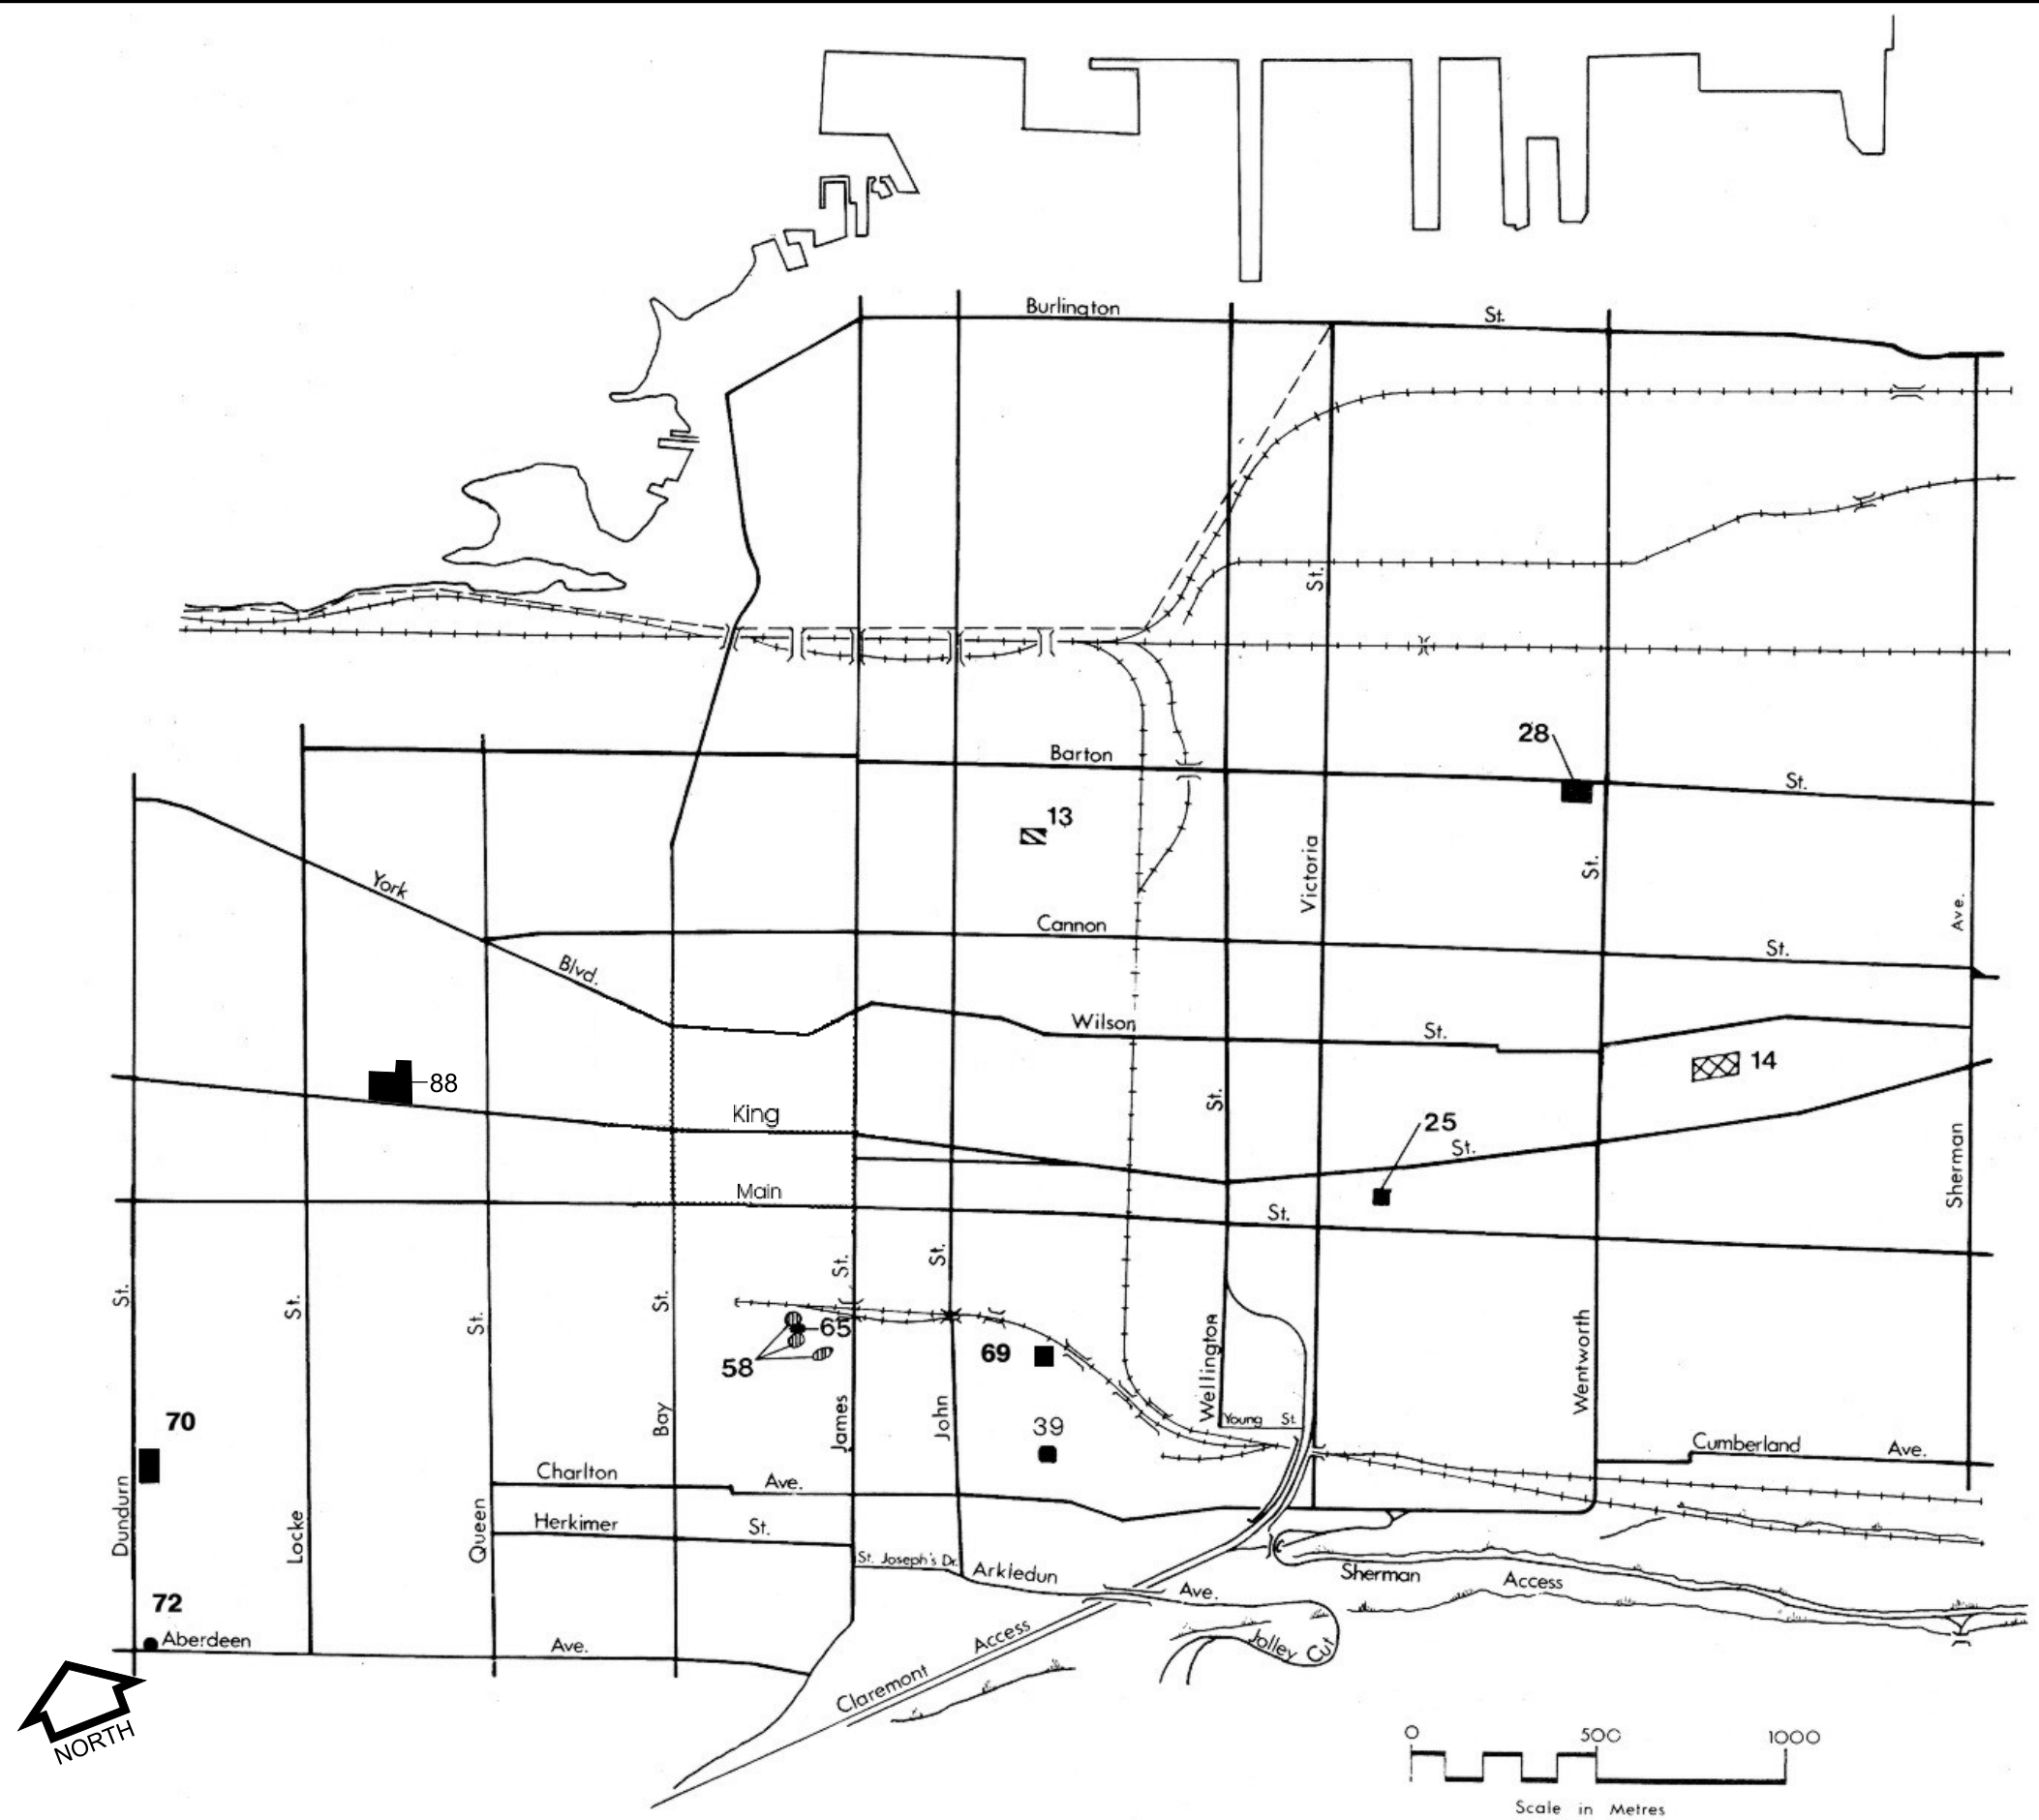 Burlington St.
St.
Barton
28
St.
13
York
Victoria
St.
Ave.
Cannon
St.
Blvd.
Wilson
St.
14
88
King
St.
25
St.
Main
St.
Sherman
St.
St.
St.
St.
St.
St.
65
58
69
Wellington
Wentworth
70
Bay
James
John
39
Young St.
Cumberland Ave.
Charlton Ave.
Dundurn
Locke
Queen
Herkimer St.
St. Joseph's Dr.
Arkledun Ave.
Sherman Access
72
Aberdeen Ave.
Jolley Cut
Claremont Access
NORTH
0 500 1000
Scale in Metres